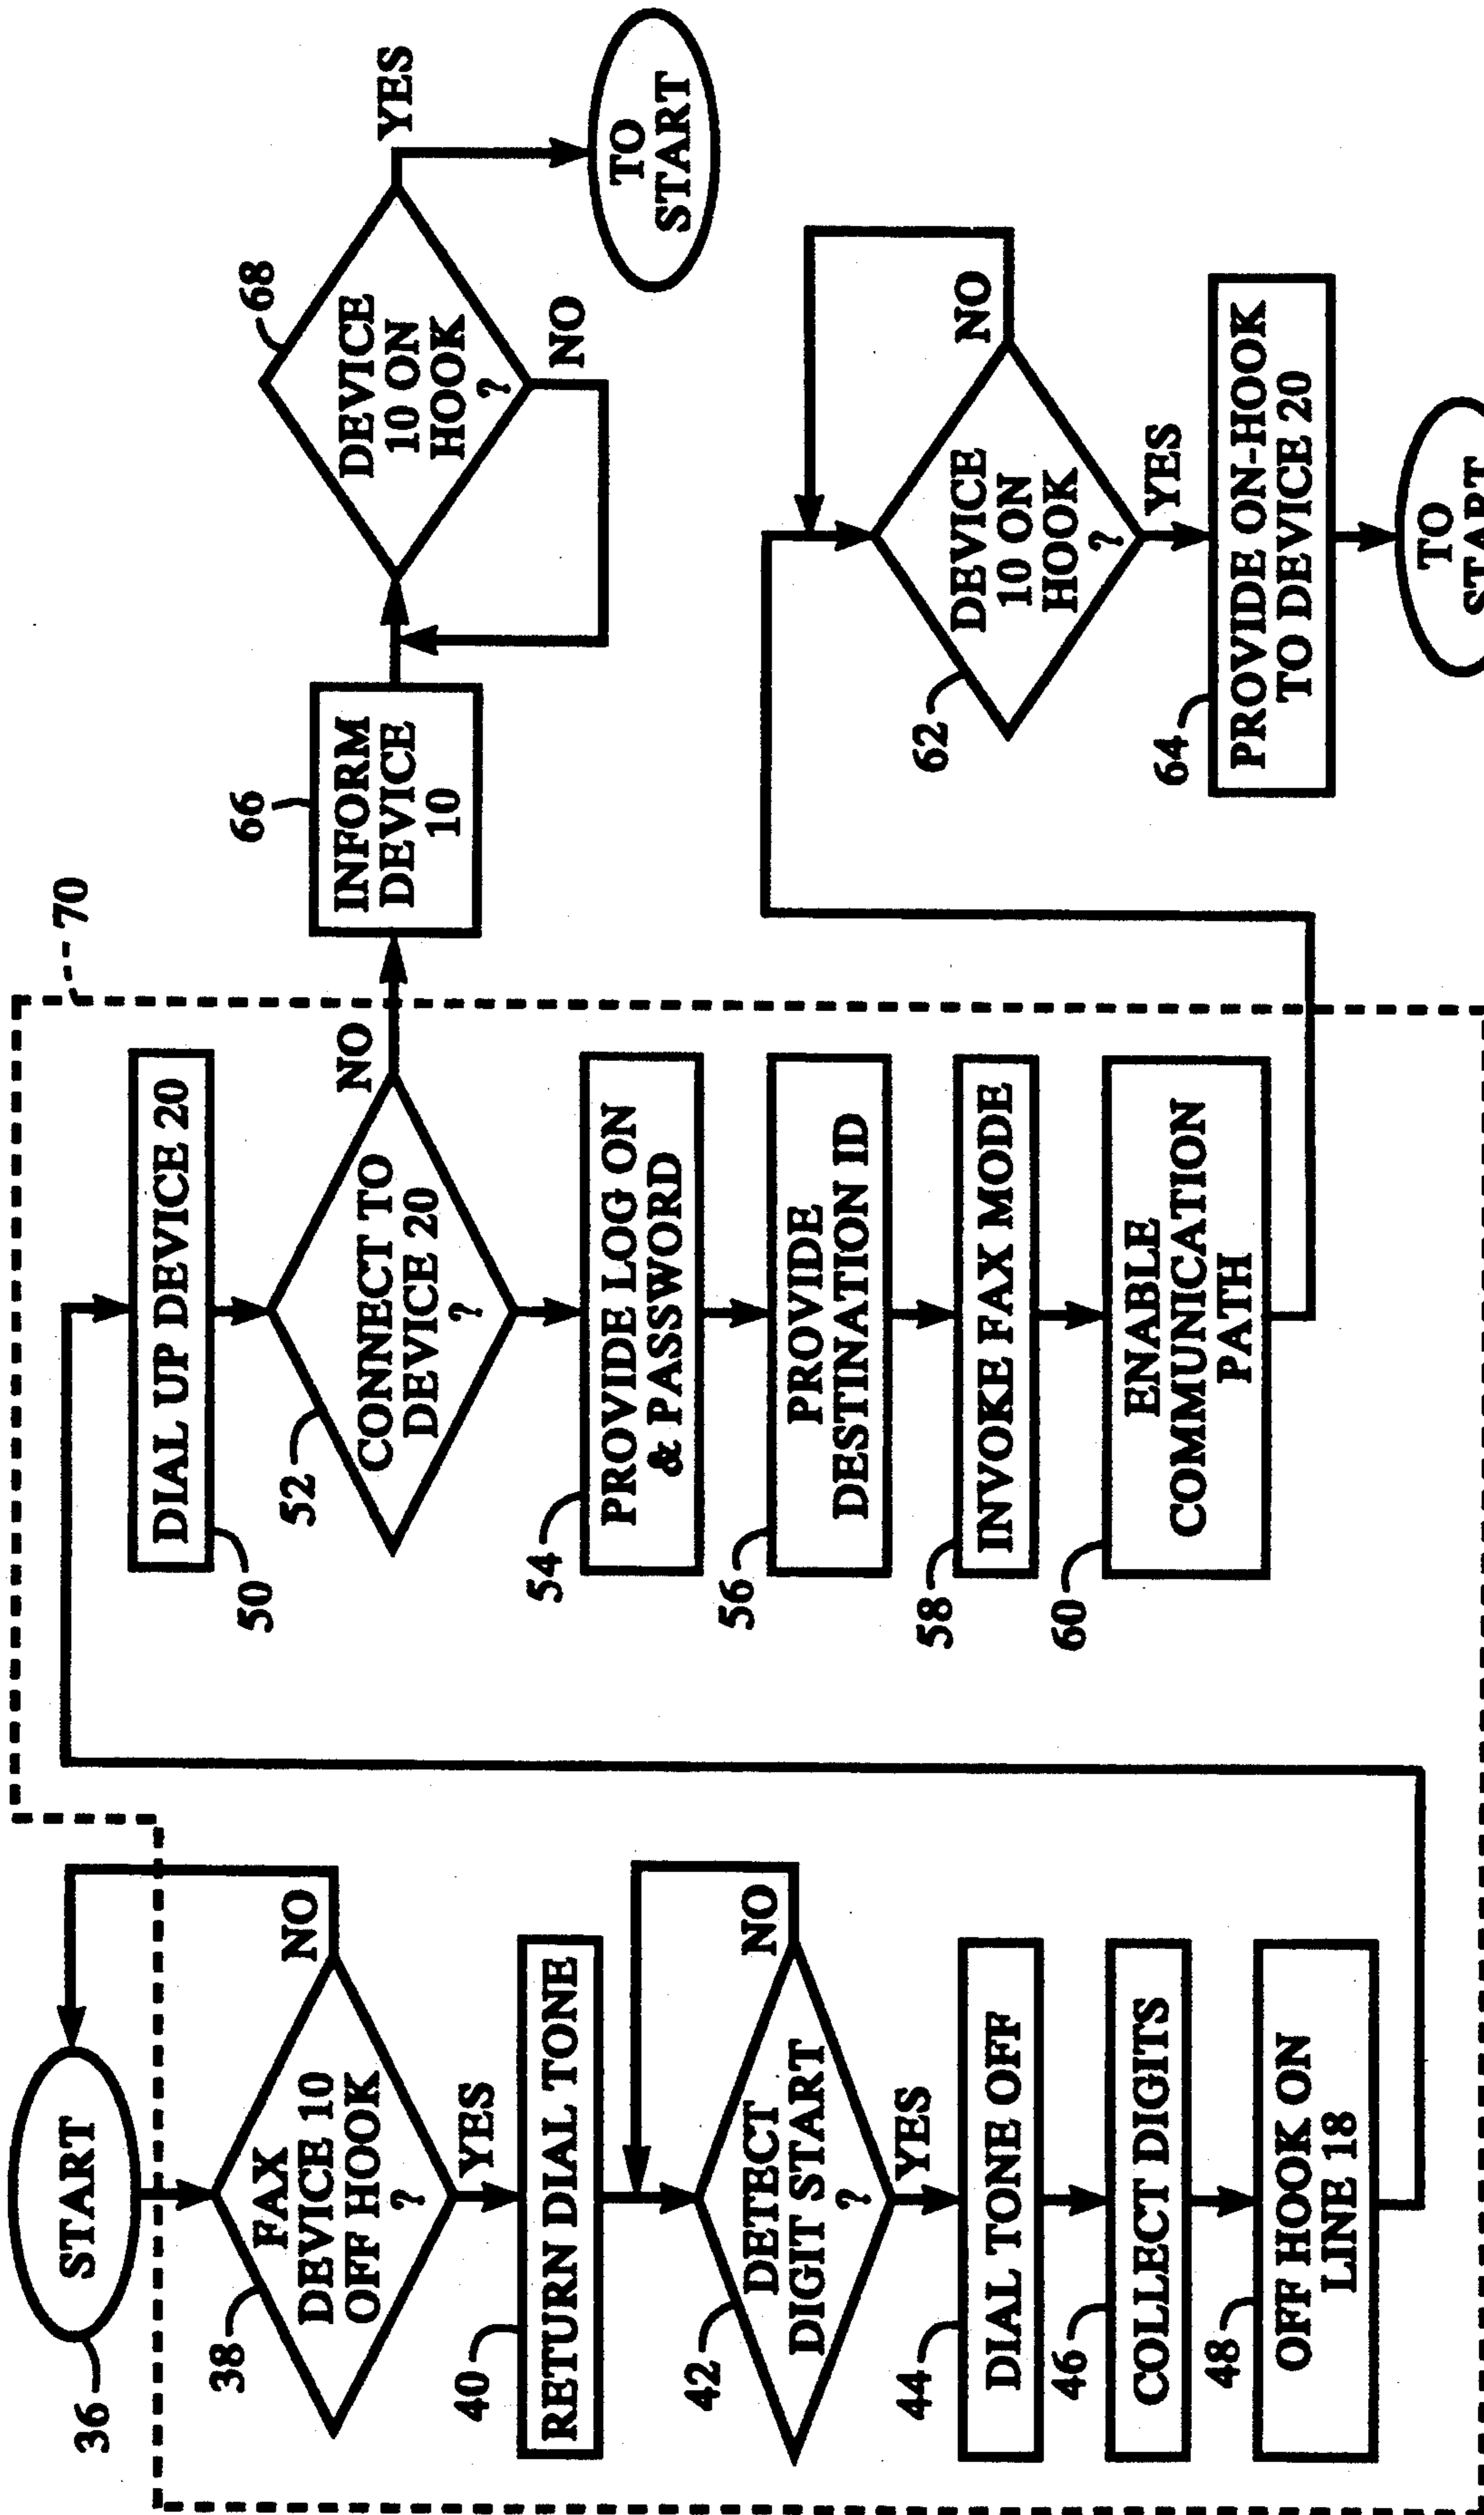 36
START
38
FAX
DEVICE 10
OFF HOOK
?
NO
YES
40
RETURN DIAL TONE
42
DETECT
DIGIT START
?
NO
YES
44
DIAL TONE OFF
46
COLLECT DIGITS
48
OFF HOOK ON
LINE 18
50
DIAL UP DEVICE 20
52
CONNECT TO
DEVICE 20
?
NO
54
PROVIDE LOG ON
& PASSWORD
56
PROVIDE
DESTINATION ID
58
INVOKE FAX MODE
60
ENABLE
COMMUNICATION
PATH
70
66
INFORM
DEVICE
10
68
DEVICE
10 ON
HOOK
?
YES
NO
TO
START
62
DEVICE
10 ON
HOOK
?
NO
YES
64
PROVIDE ON-HOOK
TO DEVICE 20
TO
START